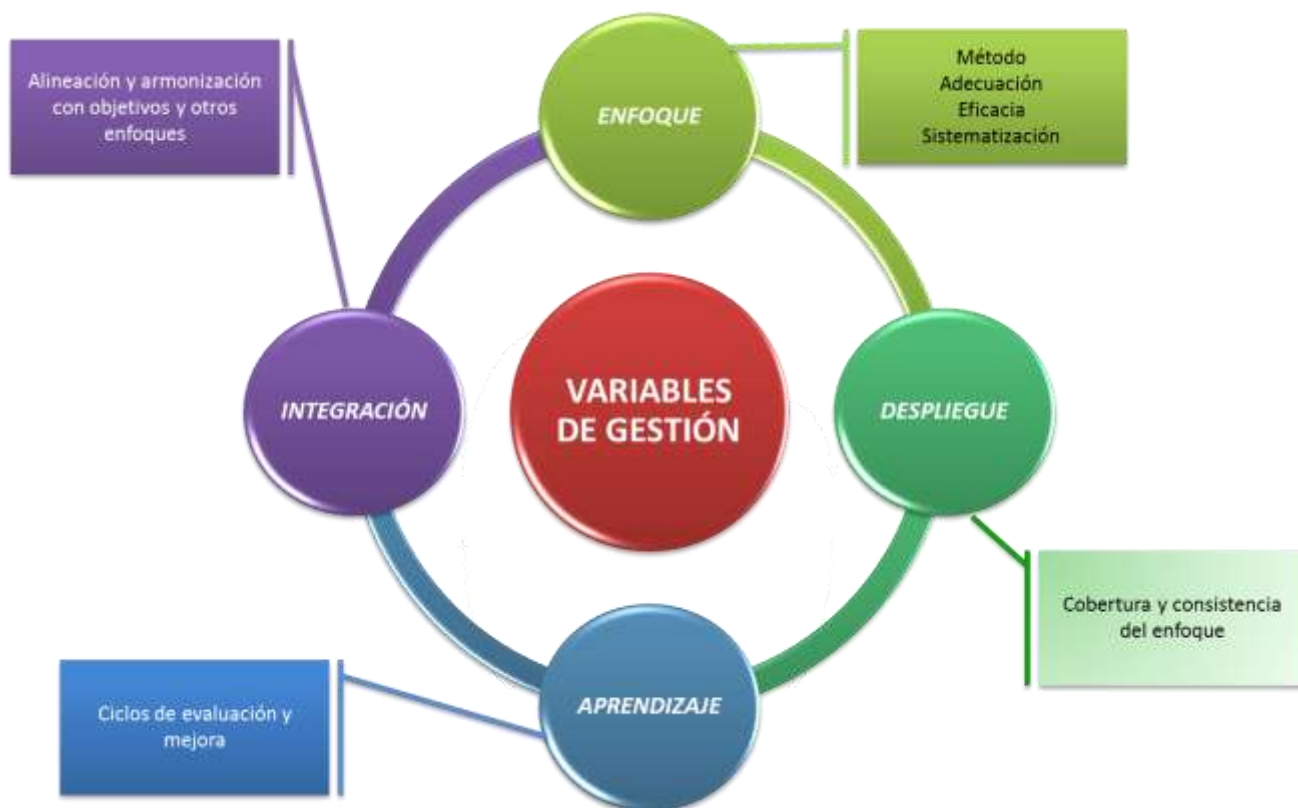 Alineación y armonización
con objetivos y otros
enfoques
ENFOQUE
Método
Adecuación
Eficacia
Sistematización
INTEGRACIÓN
VARIABLES
DE GESTIÓN
DESPLIEGUE
Cobertura y consistencia
del enfoque
Ciclos de evaluación y
mejora
APRENDIZAJE